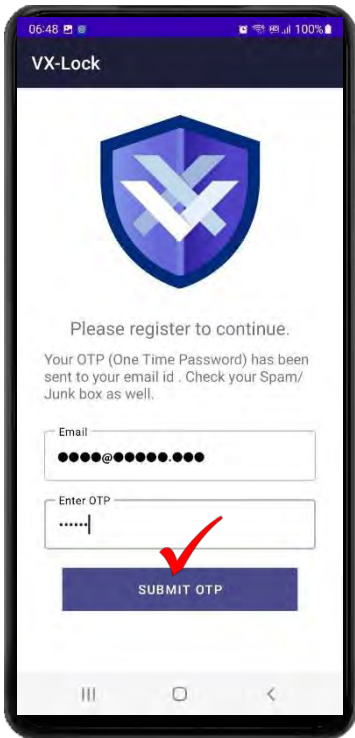 06:48 100%
VX-Lock
Please register to continue.
Your OTP (One Time Password) has been
sent to your email id . Check your Spam/
Junk box as well.
Email
●●●●@●●●●●.●●●
Enter OTP
••••••
SUBMIT OTP